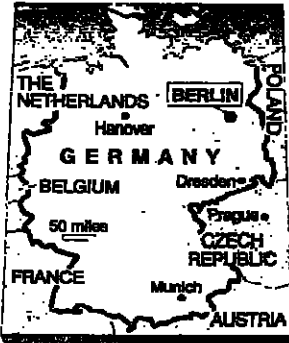 THE
NETHERLANDS
BERLIN
POLAND
Hanover
GERMANY
BELGIUM
Dresden
50 miles
Prague
CZECH
REPUBLIC
FRANCE
Munich
AUSTRIA